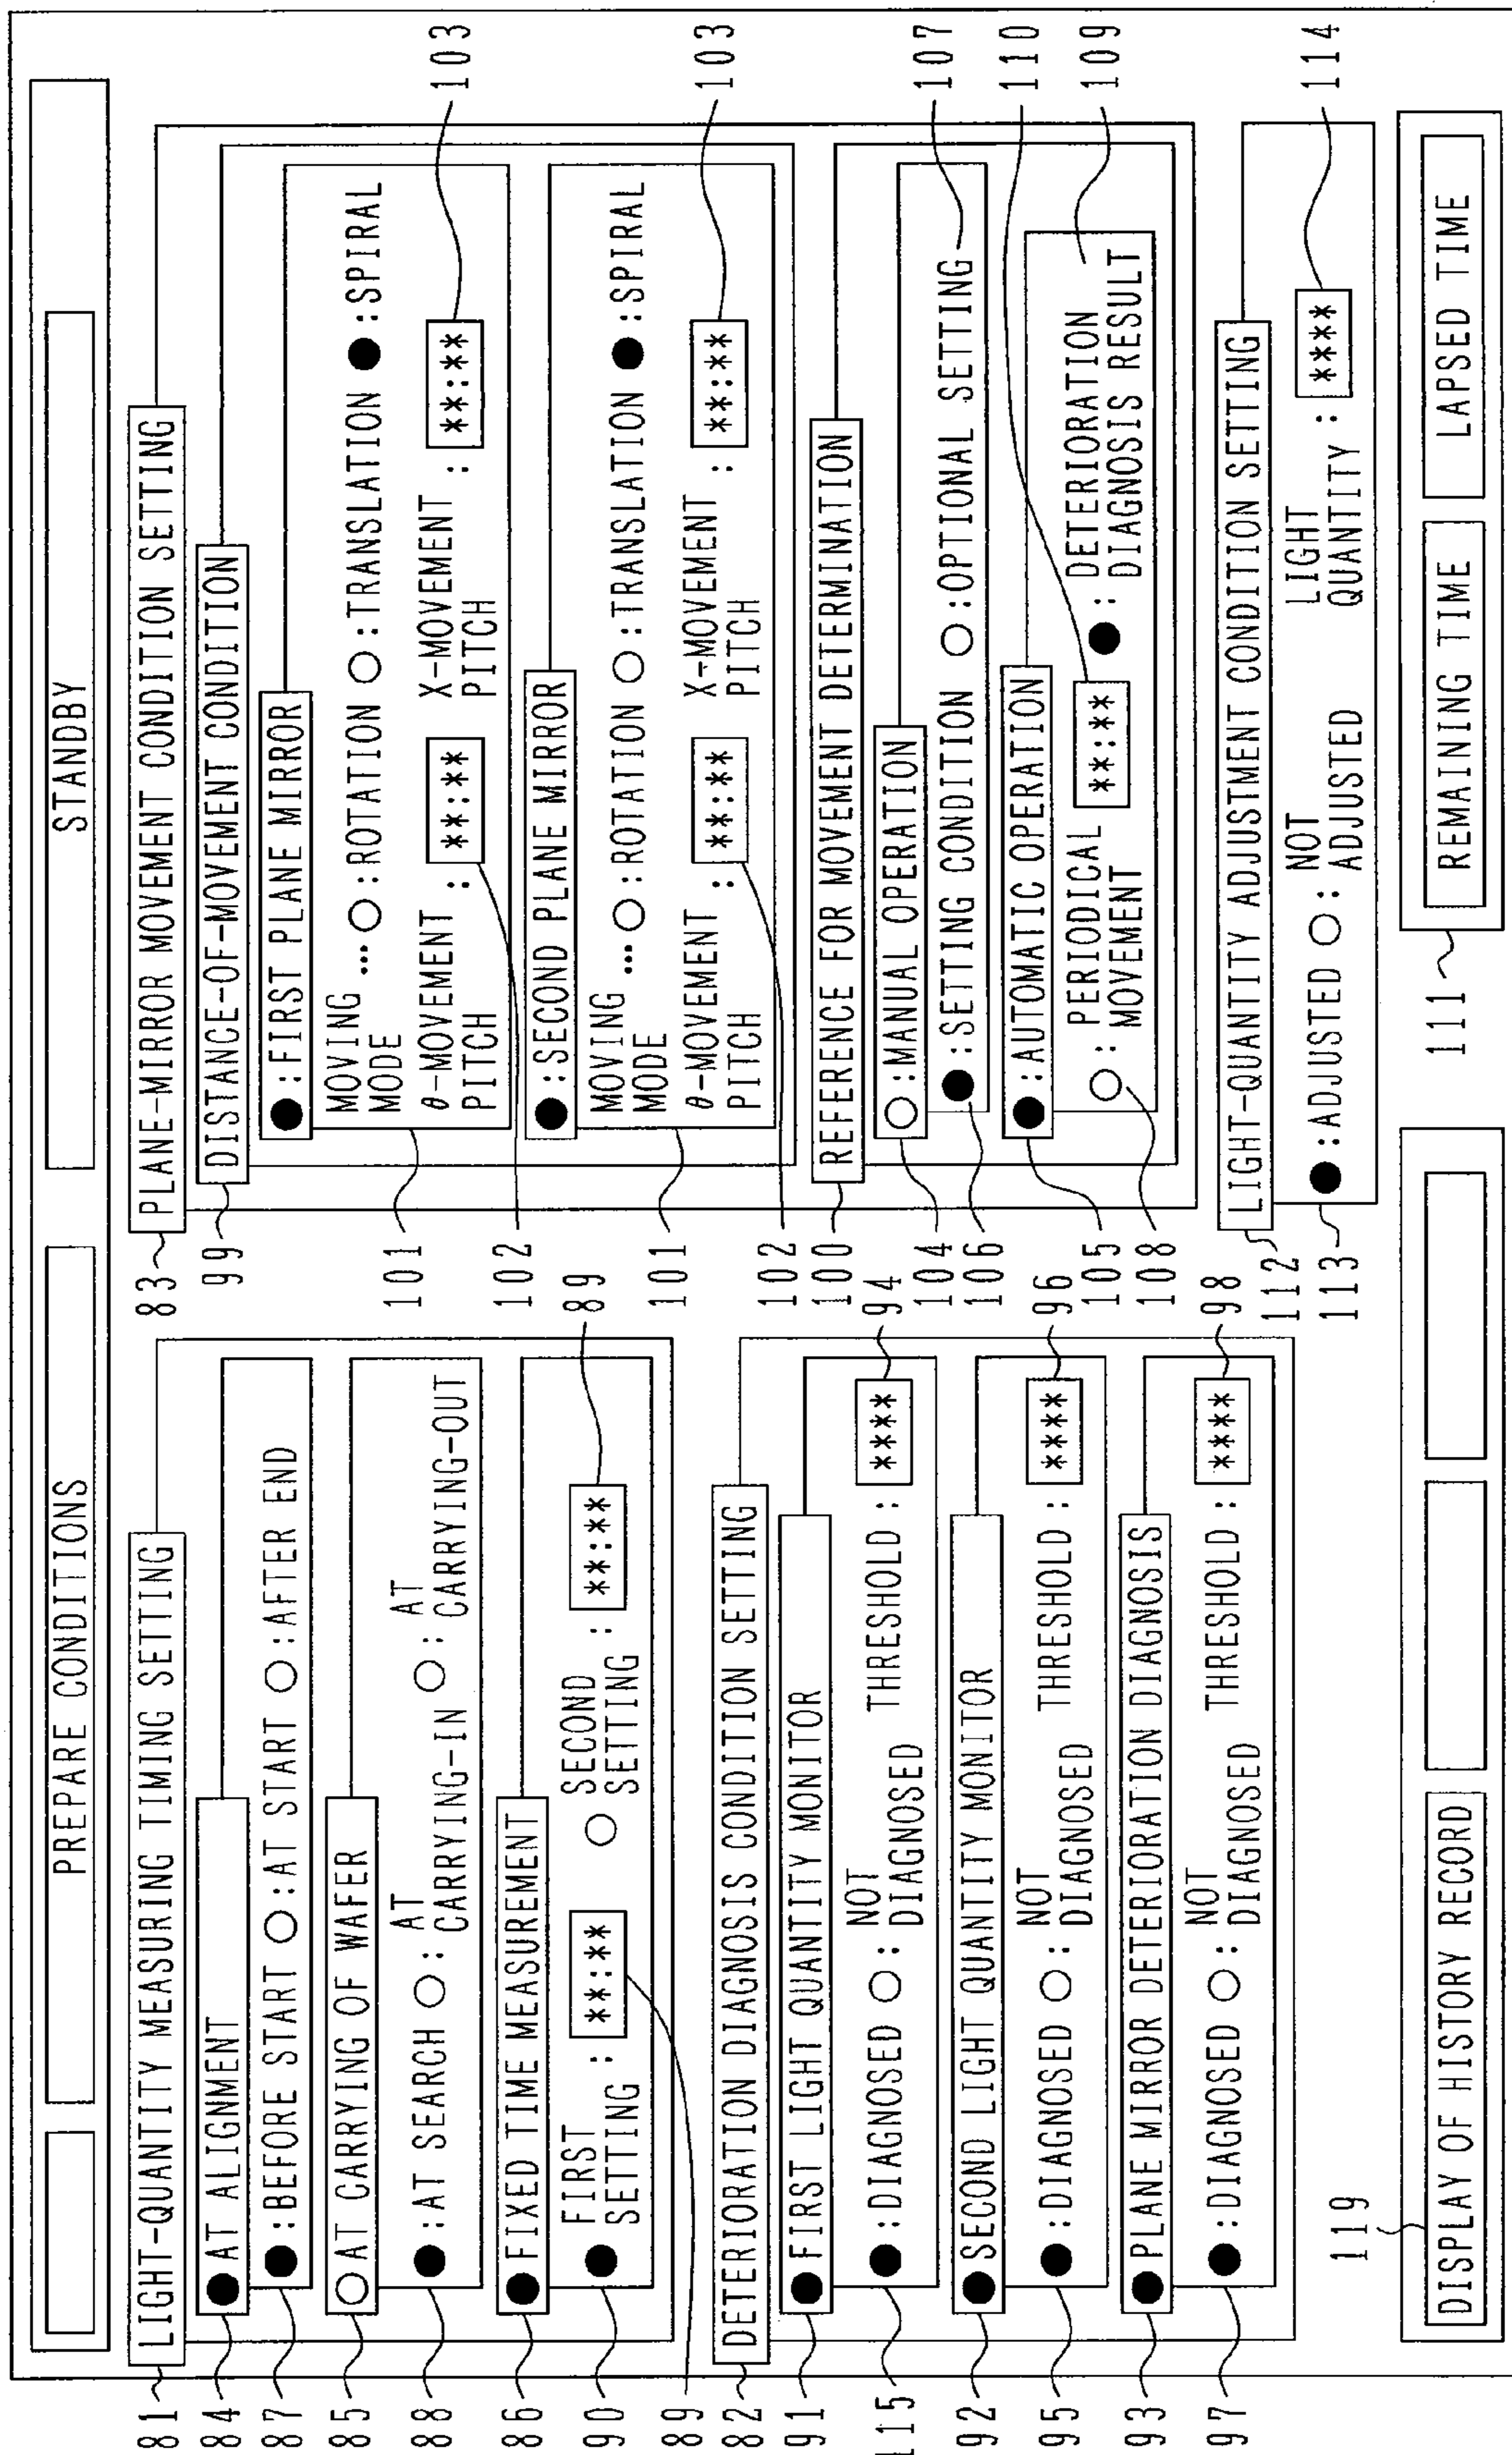 PREPARE CONDITIONS
STANDBY
81
LIGHT-QUANTITY MEASURING TIMING SETTING
84
● AT ALIGNMENT
87
● :BEFORE START ○ :AT START ○ :AFTER END
85
○ AT CARRYING OF WAFER
88
● :AT SEARCH ○ : AT CARRYING-IN ○ : AT CARRYING-OUT
86
● FIXED TIME MEASUREMENT
90
● FIRST SETTING : **:** ○ SECOND SETTING : **:**
89
89
82
DETERIORATION DIAGNOSIS CONDITION SETTING
91
● FIRST LIGHT QUANTITY MONITOR
115
● :DIAGNOSED ○ : NOT DIAGNOSED THRESHOLD : ****
94
92
● SECOND LIGHT QUANTITY MONITOR
95
● :DIAGNOSED ○ : NOT DIAGNOSED THRESHOLD : ****
96
93
● PLANE MIRROR DETERIORATION DIAGNOSIS
97
● :DIAGNOSED ○ : NOT DIAGNOSED THRESHOLD : ****
98
83
PLANE-MIRROR MOVEMENT CONDITION SETTING
99
DISTANCE-OF-MOVEMENT CONDITION
● :FIRST PLANE MIRROR
MOVING MODE … ○ :ROTATION ○ :TRANSLATION ● :SPIRAL
101
θ-MOVEMENT PITCH : **:** X-MOVEMENT PITCH : **:**
102
103
● :SECOND PLANE MIRROR
MOVING MODE … ○ :ROTATION ○ :TRANSLATION ● :SPIRAL
101
θ-MOVEMENT PITCH : **:** X-MOVEMENT PITCH : **:**
102
103
100
REFERENCE FOR MOVEMENT DETERMINATION
104
○ :MANUAL OPERATION
106
● :SETTING CONDITION ○ :OPTIONAL SETTING
107
105
● :AUTOMATIC OPERATION
110
108
○ : PERIODICAL MOVEMENT **:** ● : DETERIORATION DIAGNOSIS RESULT
109
112
LIGHT-QUANTITY ADJUSTMENT CONDITION SETTING
113
● :ADJUSTED ○ : NOT ADJUSTED LIGHT QUANTITY : ****
114
119
DISPLAY OF HISTORY RECORD
111
REMAINING TIME
LAPSED TIME